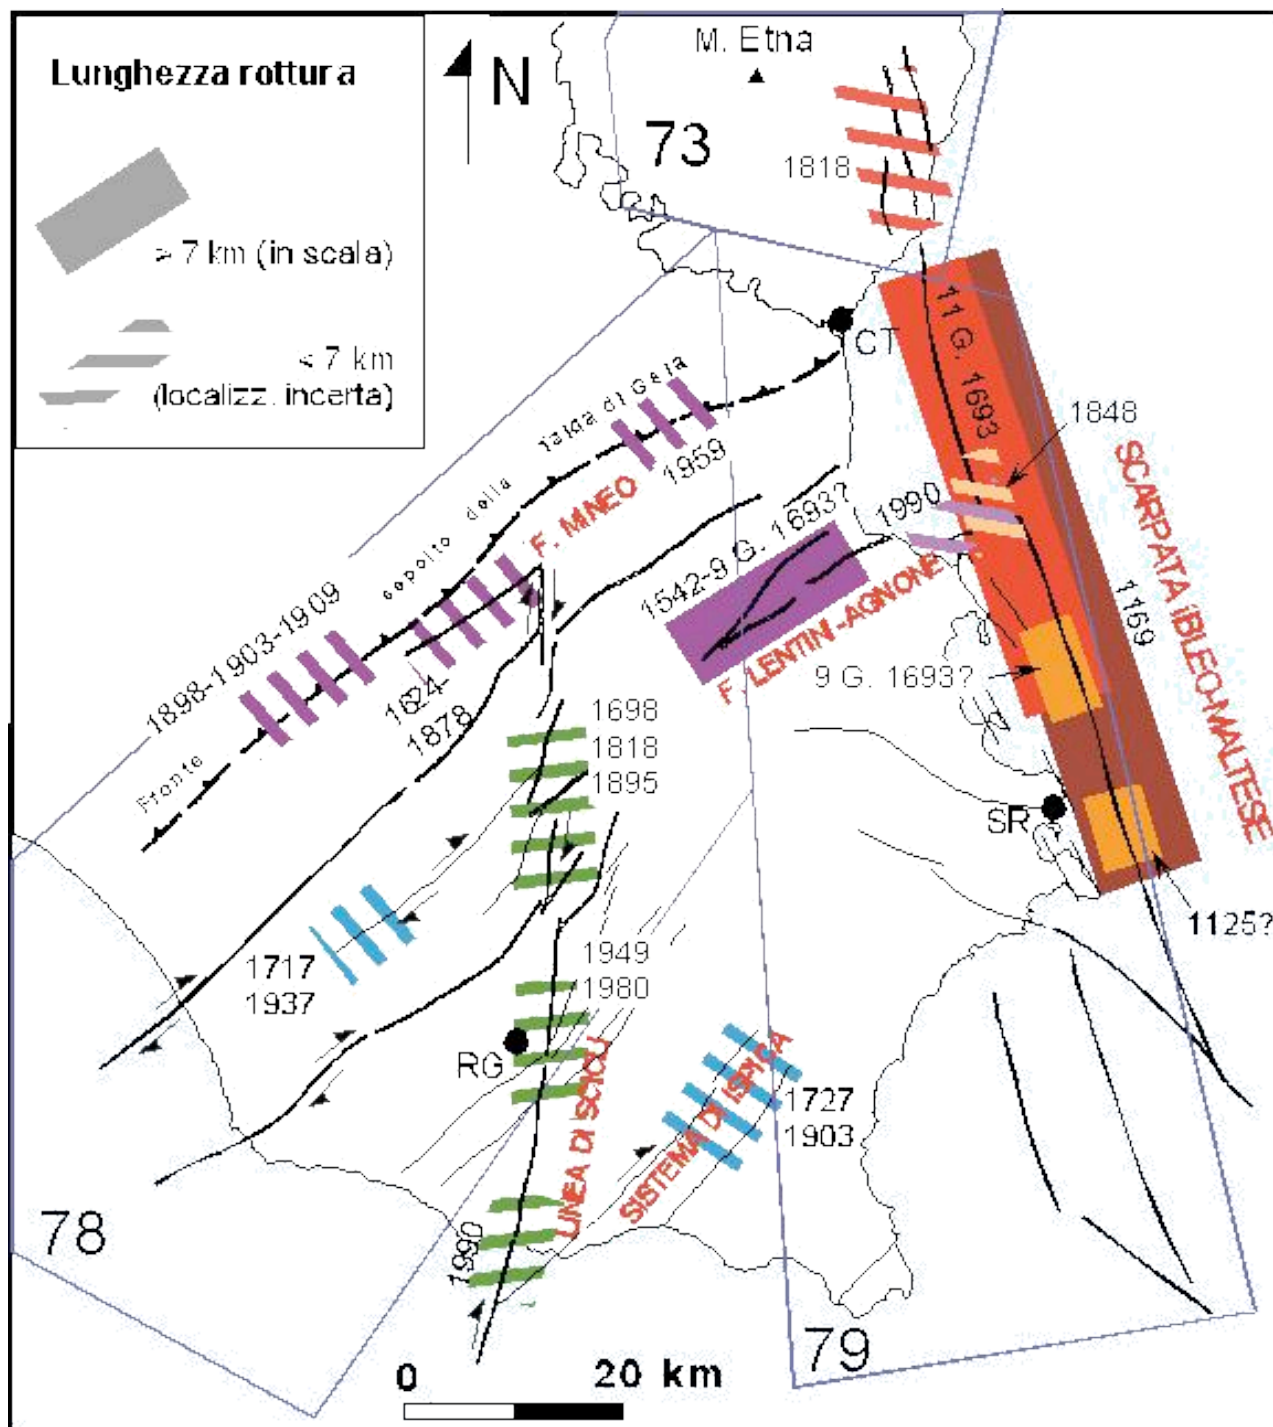 Lunghezza rottura
> 7 km (in scala)
< 7 km
(localizz. incerta)
N
M. Etna
73
1818
CT
11 G. 1693
1848
SCARPATA IBLEO-MALTESE
1169
Fronte sepolto della Falda di Gela
1959
F. MINEO
1990
1542-9 G. 1693?
F. LENTINI-AGNONE
9 G. 1693?
1898-1903-1909
1624
1878
1698
1818
1895
SR
1125?
1717
1937
1949
1980
RG
LINEA DI SCICLI
SISTEMA DI ISPICA
1727
1903
1990
78
79
0 20 km